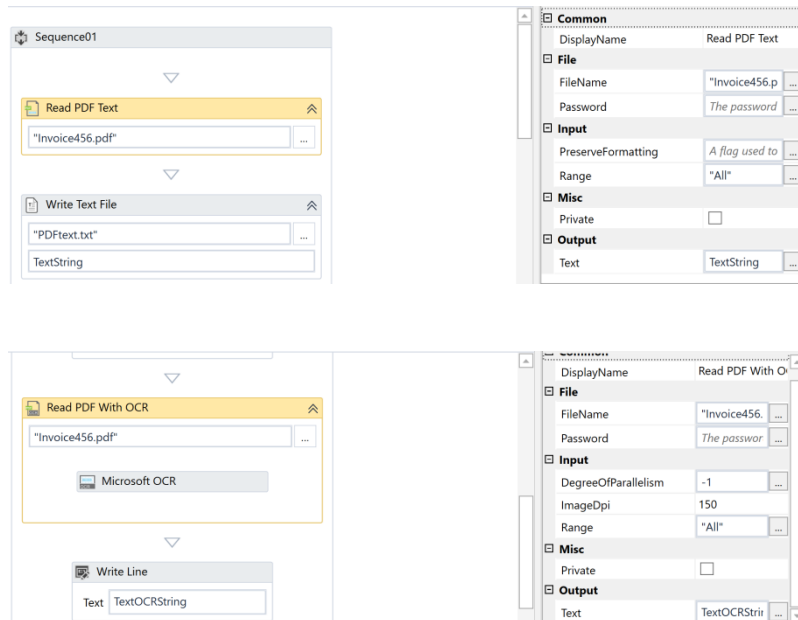 Sequence01
Read PDF Text
"Invoice456.pdf"
...
Write Text File
"PDFtext.txt"
...
TextString
Common
DisplayName Read PDF Text
File
FileName "Invoice456.p ...
Password The password ...
Input
PreserveFormatting A flag used to ...
Range "All" ...
Misc
Private
Output
Text TextString ...
Read PDF With OCR
"Invoice456.pdf"
...
Microsoft OCR
Write Line
Text TextOCRString
Common
DisplayName Read PDF With O
File
FileName "Invoice456. ...
Password The passwor ...
Input
DegreeOfParallelism -1 ...
ImageDpi 150
Range "All" ...
Misc
Private
Output
Text TextOCRStrir ...